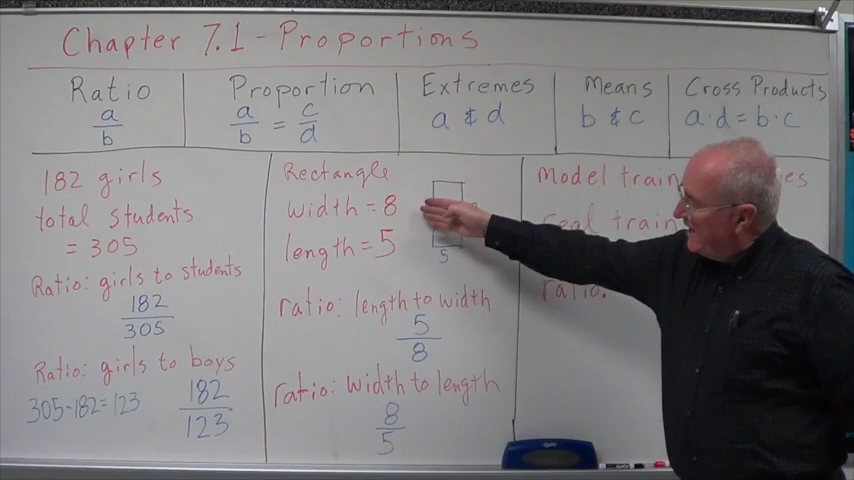 Chapter 7.1 - Proportions
Ratio
a/b
Proportion
a/b = c/d
Extremes
a & d
Means
b & c
Cross Products
a·d = b·c
182 girls
total students
= 305
Ratio: girls to students
182/305
Ratio: girls to boys
305-182=123
182/123
Rectangle
width = 8
length = 5
5
ratio: length to width
5/8
ratio: width to length
8/5
Model train
real train
ratio: